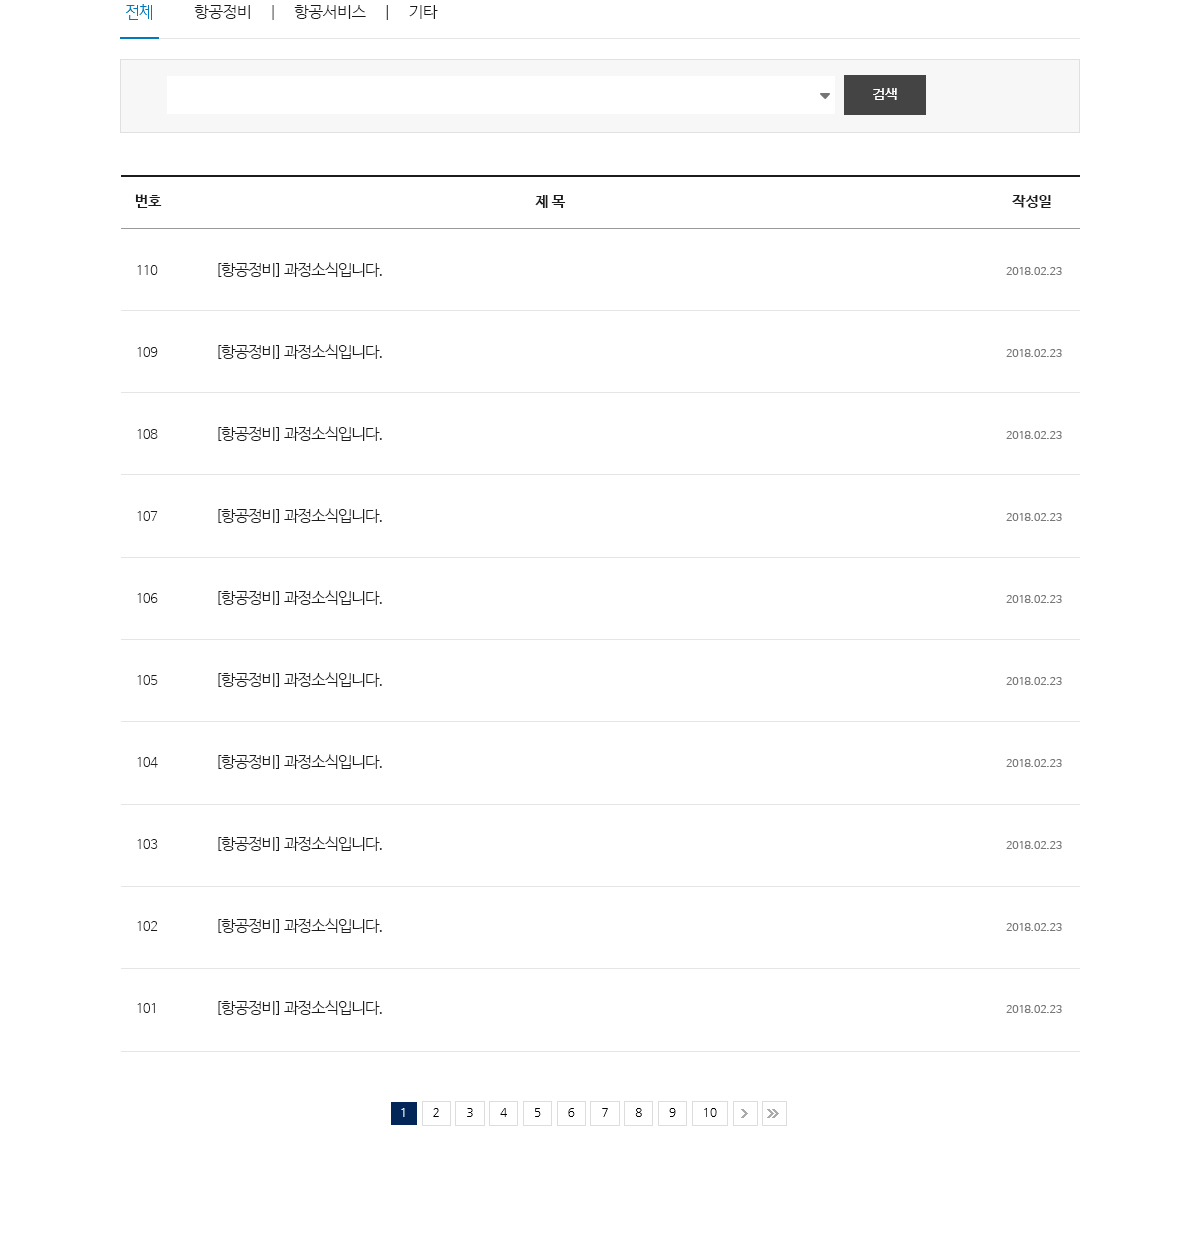 전체 항공정비 | 항공서비스 | 기타
검색
번호 제 목 작성일
110 [항공정비] 과정소식입니다. 2018.02.23
109 [항공정비] 과정소식입니다. 2018.02.23
108 [항공정비] 과정소식입니다. 2018.02.23
107 [항공정비] 과정소식입니다. 2018.02.23
106 [항공정비] 과정소식입니다. 2018.02.23
105 [항공정비] 과정소식입니다. 2018.02.23
104 [항공정비] 과정소식입니다. 2018.02.23
103 [항공정비] 과정소식입니다. 2018.02.23
102 [항공정비] 과정소식입니다. 2018.02.23
101 [항공정비] 과정소식입니다. 2018.02.23
1 2 3 4 5 6 7 8 9 10